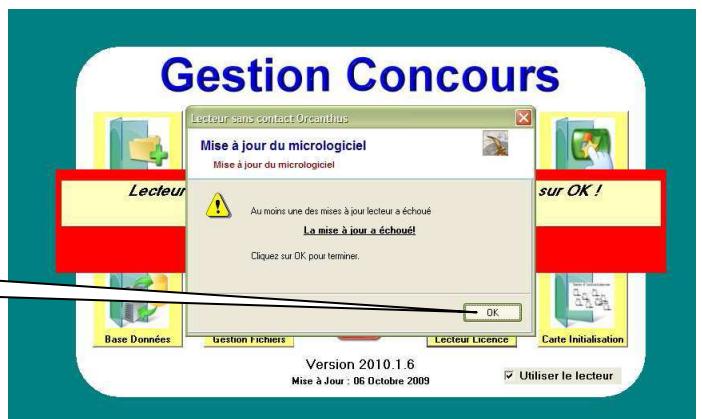 Gestion Concours
Lecteur sans contact Orcanthus
Mise à jour du micrologiciel
Mise à jour du micrologiciel
Lecteur
sur OK !
Au moins une des mises à jour lecteur a échoué
La mise à jour a échoué!
Cliquez sur OK pour terminer.
OK
Base Données
Gestion Fichiers
Lecteur Licence
Carte Initialisation
Version 2010.1.6
Mise à Jour : 06 Octobre 2009
Utiliser le lecteur